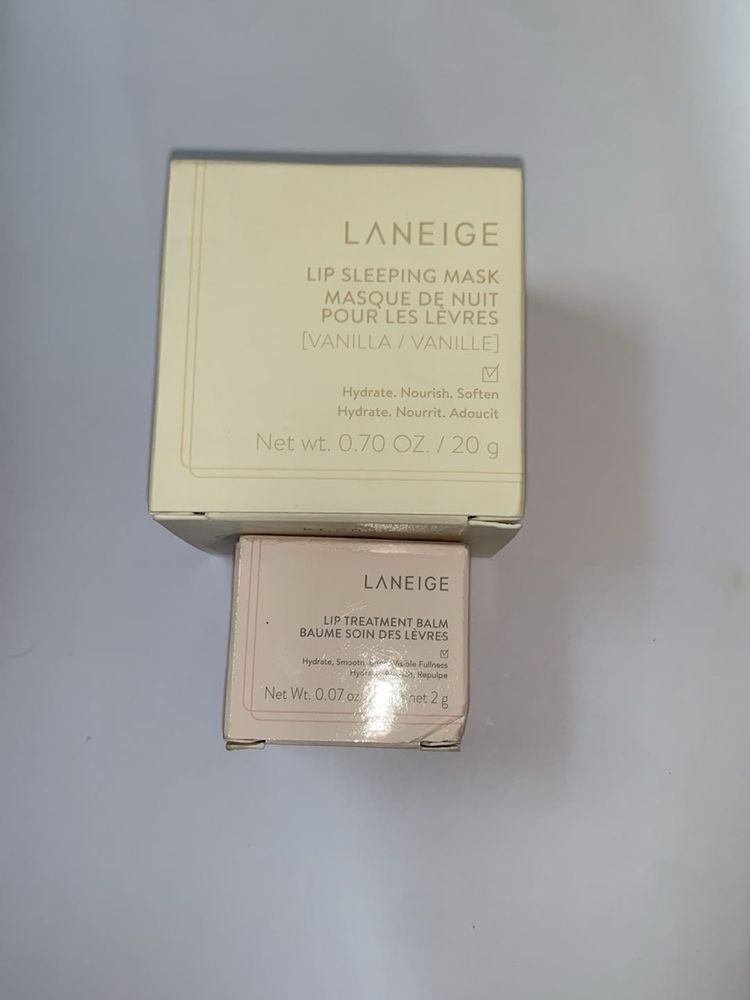 LANEIGE
LIP SLEEPING MASK
MASQUE DE NUIT
POUR LES LÈVRES
[VANILLA / VANILLE]
Hydrate. Nourish. Soften
Hydrate. Nourrit. Adoucit
Net wt. 0.70 OZ. / 20 g
LANEIGE
LIP TREATMENT BALM
BAUME SOIN DES LÈVRES
Hydrate, Smooth, Visible Fullness
Repulpe
Net Wt. 0.07 oz net 2 g